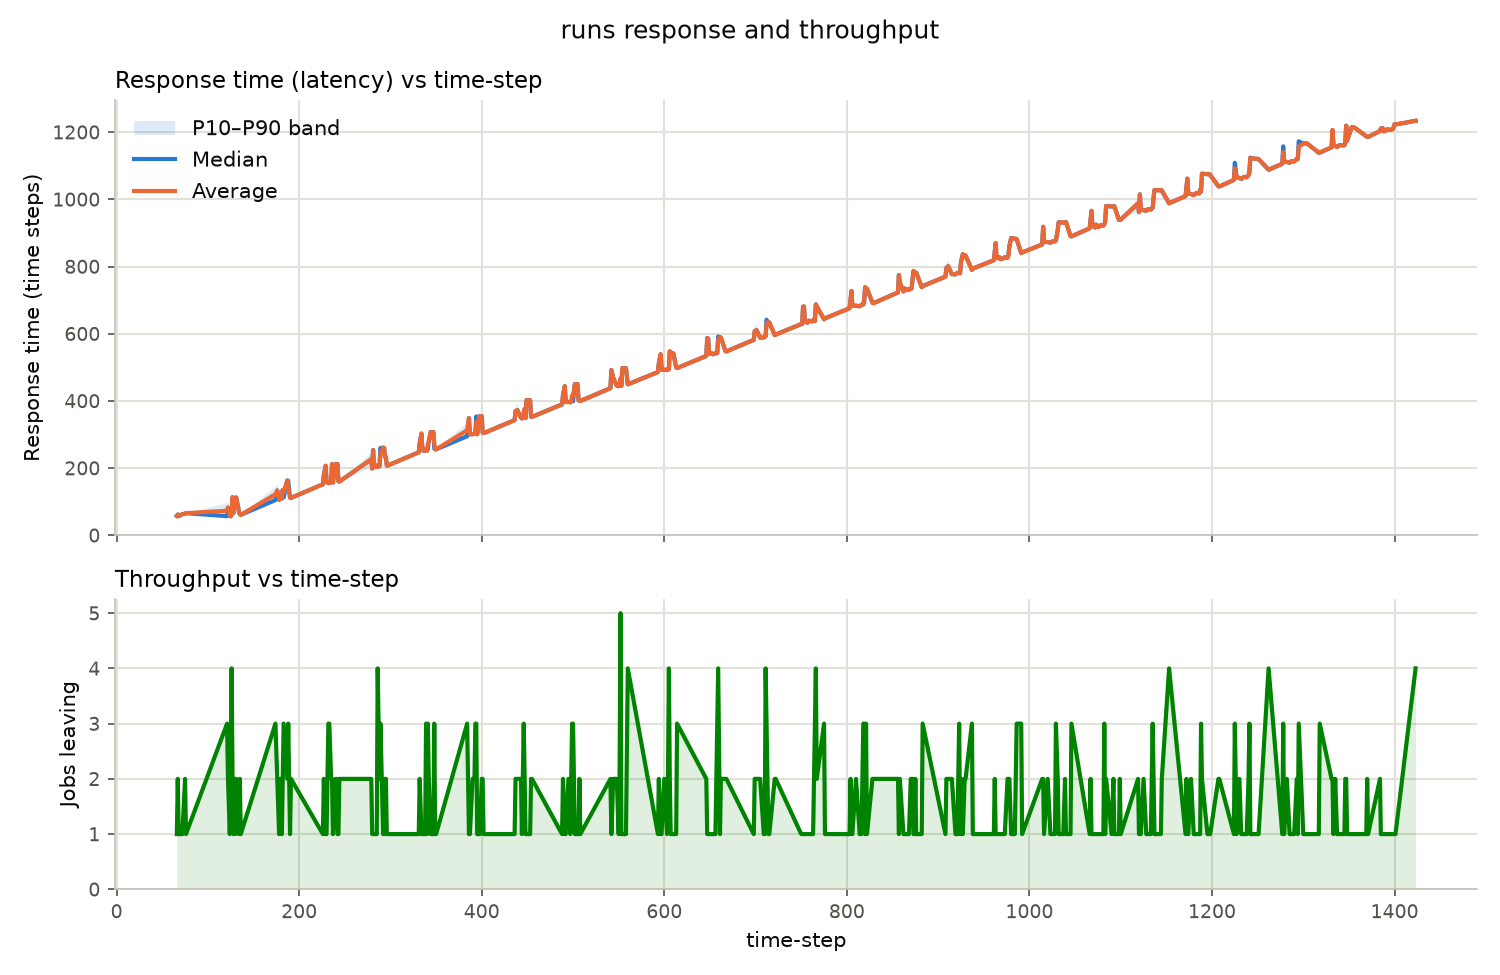 runs response and throughput
Response time (latency) vs time-step
P10–P90 band
Median
Average
Response time (time steps)
1200
1000
800
600
400
200
0
0
Throughput vs time-step
Jobs leaving
5
4
3
2
1
0
0 200 400 600 800 1000 1200 1400
time-step